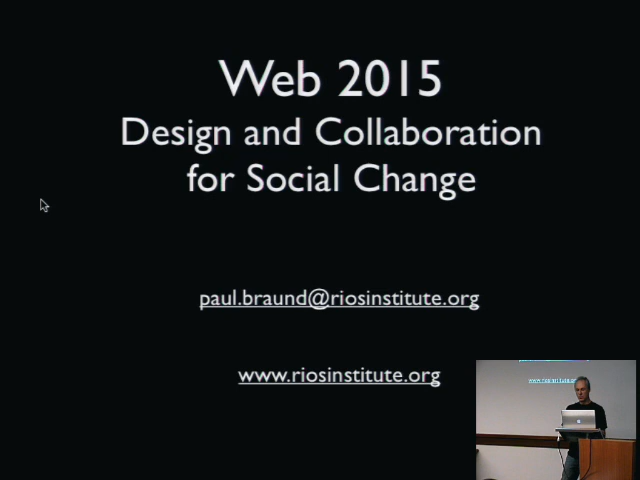 Web 2015
Design and Collaboration
for Social Change
paul.braund@riosinstitute.org
www.riosinstitute.org